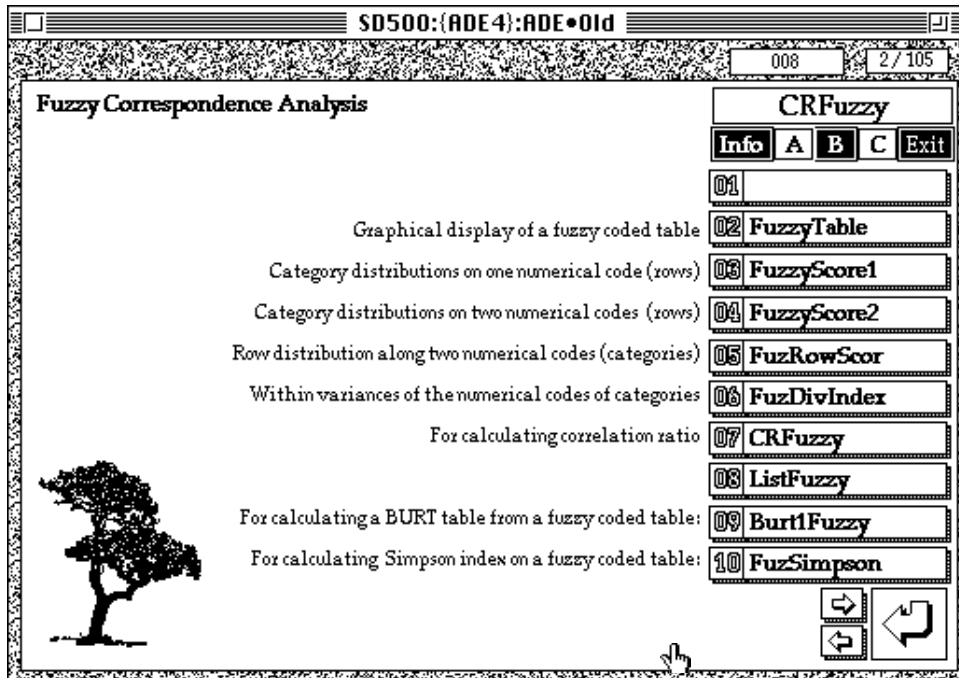 SD500:{ADE4}:ADE•Old
008 2 / 105
Fuzzy Correspondence Analysis CRFuzzy
Info A B C Exit
01
Graphical display of a fuzzy coded table 02 FuzzyTable
Category distributions on one numerical code (rows) 03 FuzzyScore1
Category distributions on two numerical codes (rows) 04 FuzzyScore2
Row distribution along two numerical codes (categories) 05 FuzRowScor
Within variances of the numerical codes of categories 06 FuzDivIndex
For calculating correlation ratio 07 CRFuzzy
08 ListFuzzy
For calculating a BURT table from a fuzzy coded table: 09 Burt1Fuzzy
For calculating Simpson index on a fuzzy coded table: 10 FuzSimpson